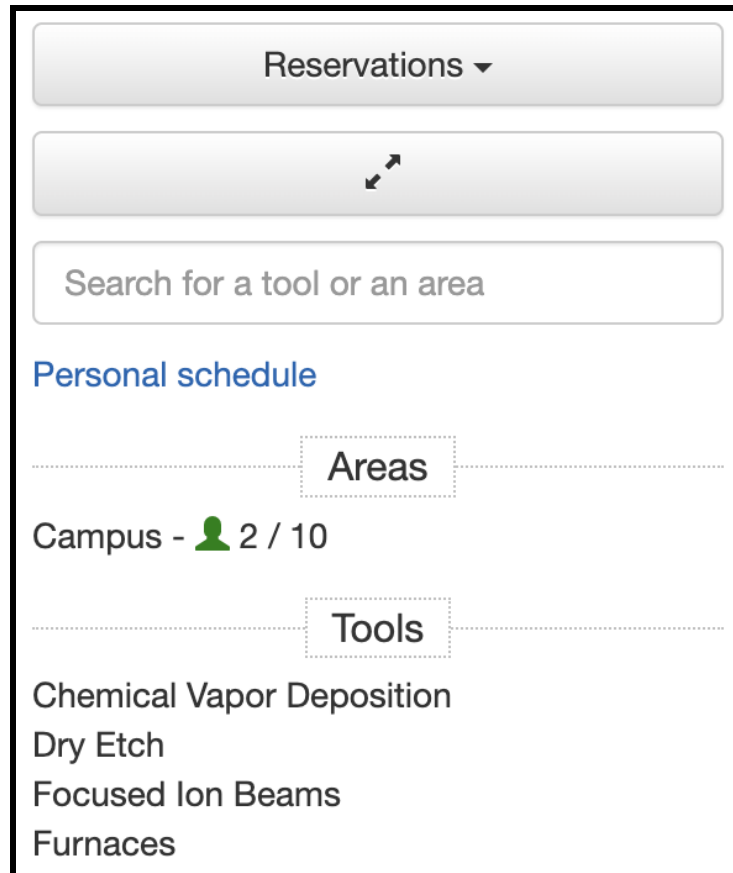 Reservations
Search for a tool or an area
Personal schedule
Areas
Campus - 2 / 10
Tools
Chemical Vapor Deposition
Dry Etch
Focused Ion Beams
Furnaces